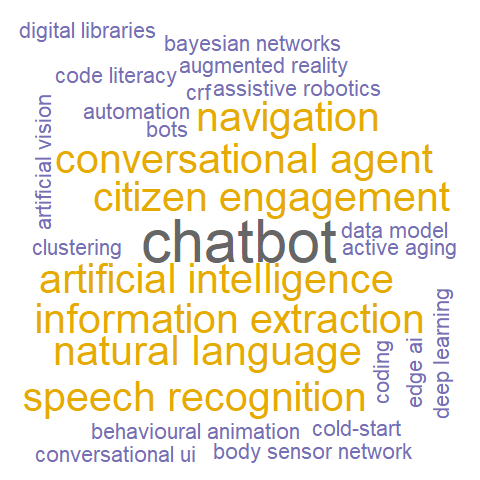 digital libraries
bayesian networks
code literacy
augmented reality
crf
assistive robotics
automation
navigation
bots
artificial vision
conversational agent
citizen engagement
chatbot
data model
clustering
active aging
artificial intelligence
information extraction
natural language
coding
edge ai
deep learning
speech recognition
behavioural animation
cold-start
conversational ui
body sensor network